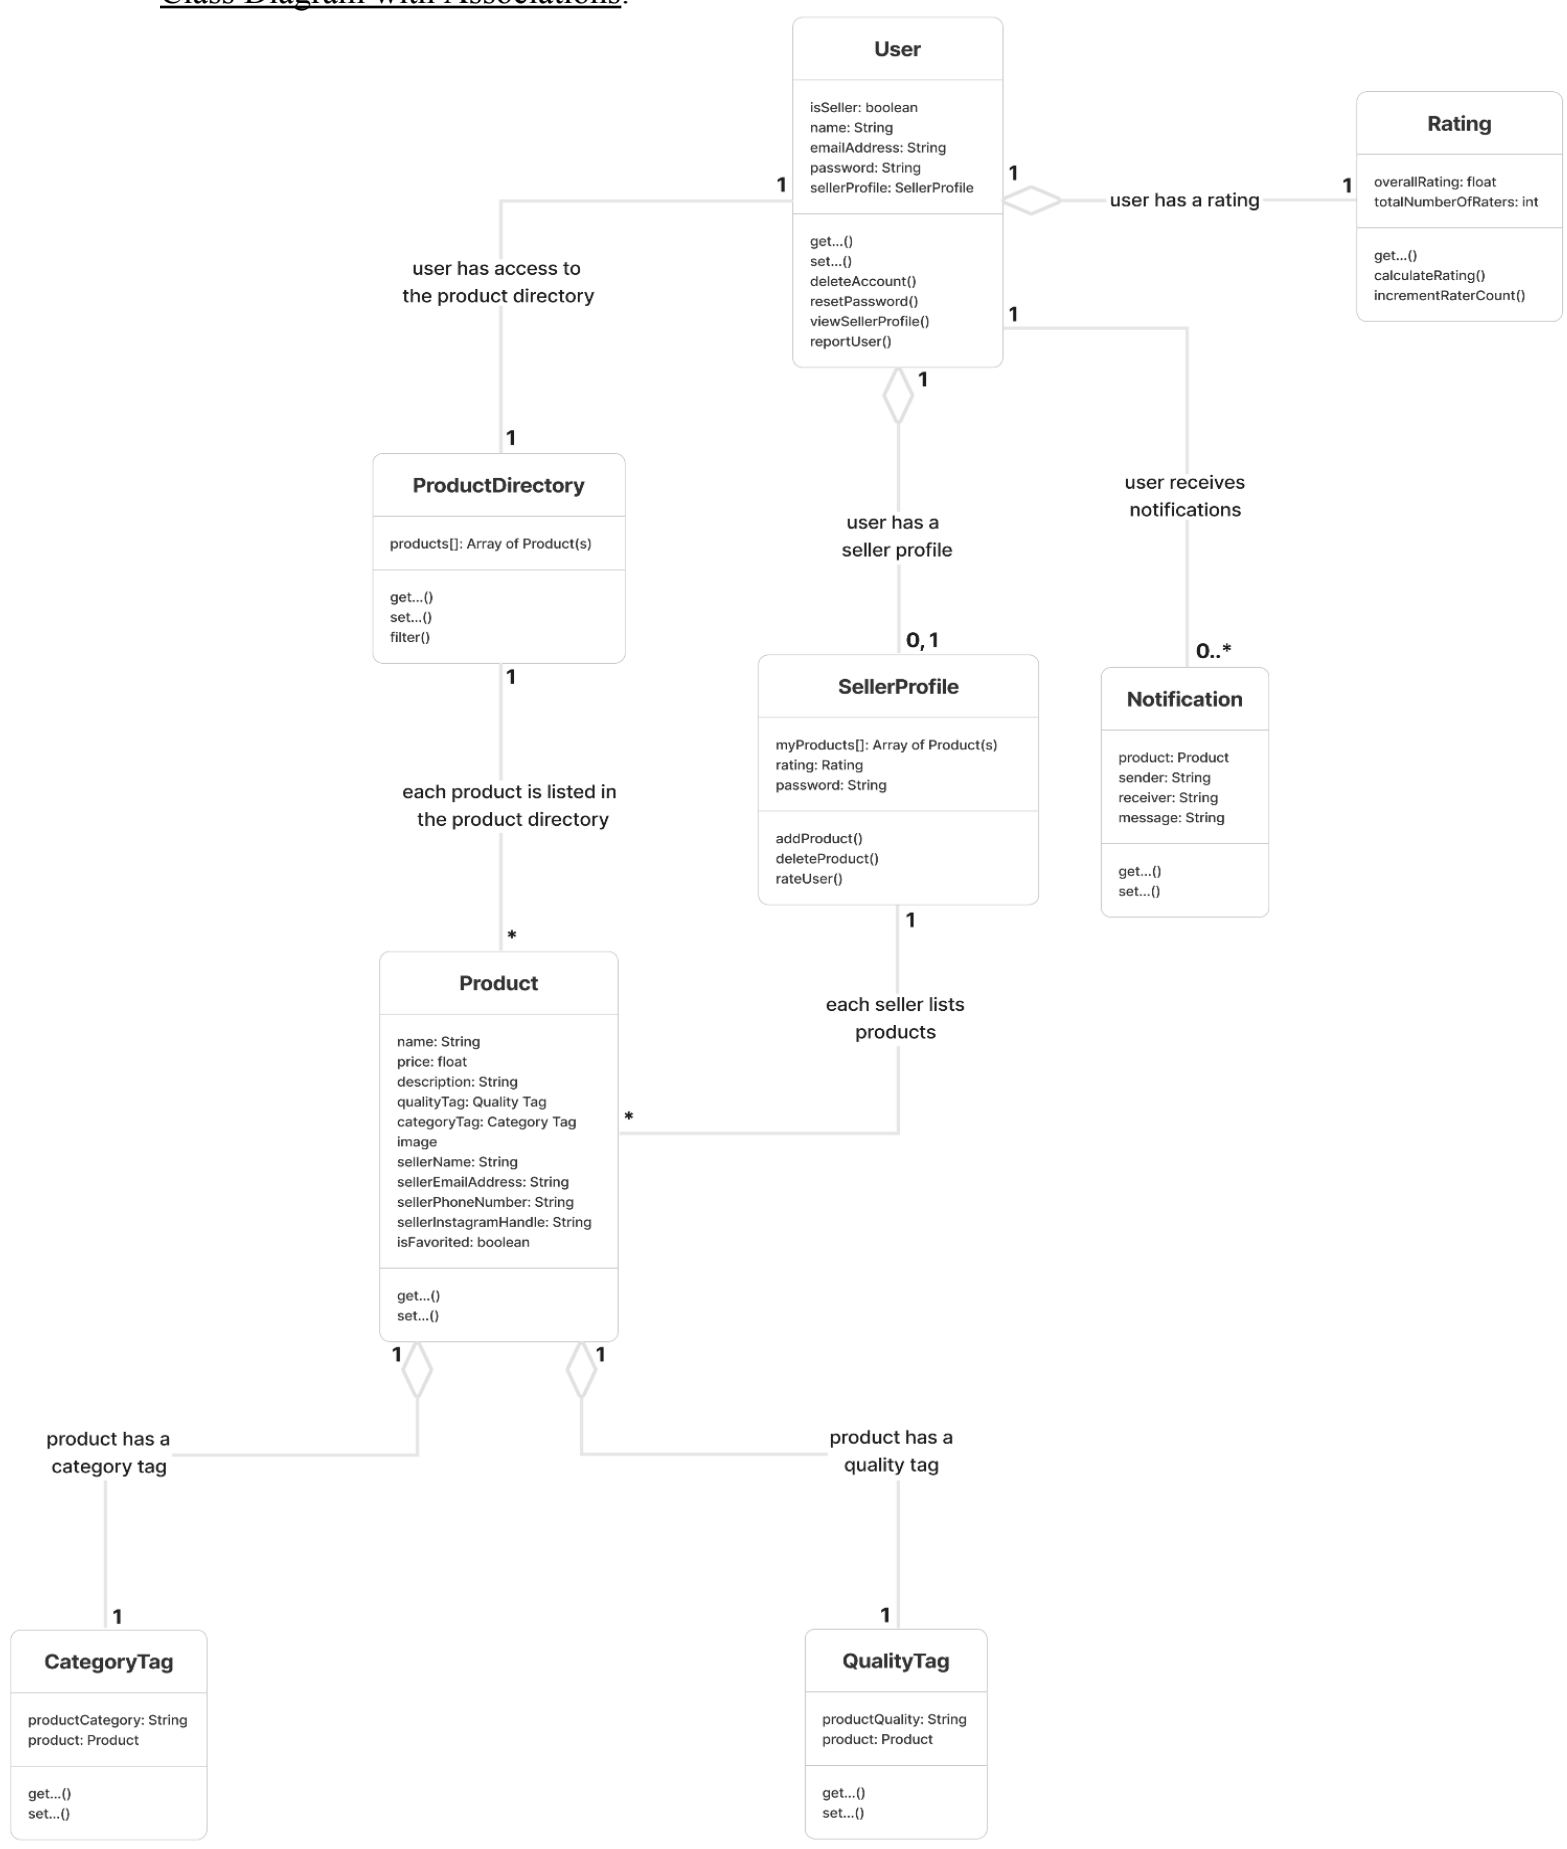 Class Diagram with Associations:
User
isSeller: boolean
name: String
emailAddress: String
password: String
sellerProfile: SellerProfile
get...()
set...()
deleteAccount()
resetPassword()
viewSellerProfile()
reportUser()
Rating
overallRating: float
totalNumberOfRaters: int
get...()
calculateRating()
incrementRaterCount()
1
1
user has a rating
1
user has access to
the product directory
1
1
1
user receives
notifications
0..*
user has a
seller profile
0, 1
1
ProductDirectory
products[]: Array of Product(s)
get...()
set...()
filter()
1
each product is listed in
the product directory
*
SellerProfile
myProducts[]: Array of Product(s)
rating: Rating
password: String
addProduct()
deleteProduct()
rateUser()
1
each seller lists
products
*
Notification
product: Product
sender: String
receiver: String
message: String
get...()
set...()
Product
name: String
price: float
description: String
qualityTag: Quality Tag
categoryTag: Category Tag
image
sellerName: String
sellerEmailAddress: String
sellerPhoneNumber: String
sellerInstagramHandle: String
isFavorited: boolean
get...()
set...()
1
1
product has a
category tag
1
product has a
quality tag
1
CategoryTag
productCategory: String
product: Product
get...()
set...()
QualityTag
productQuality: String
product: Product
get...()
set...()